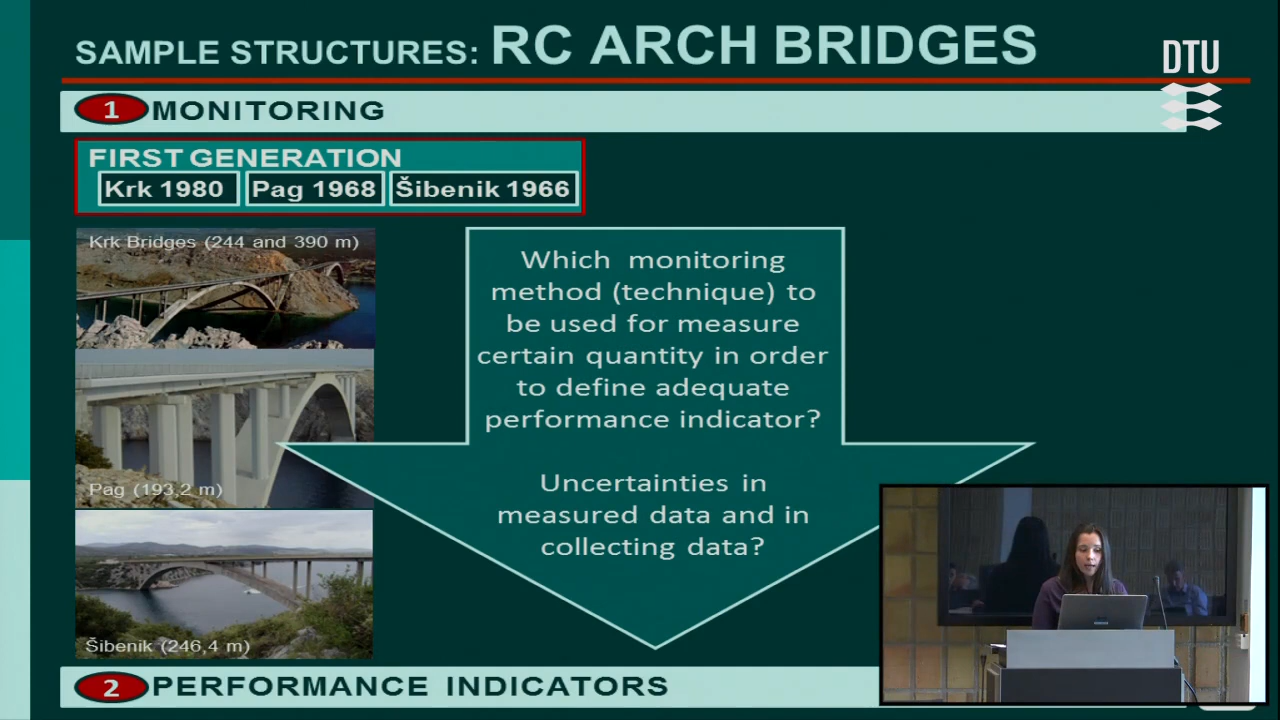 SAMPLE STRUCTURES: RC ARCH BRIDGES
DTU
1 MONITORING
FIRST GENERATION
Krk 1980 Pag 1968 Šibenik 1966
Krk Bridges (244 and 390 m)
Pag (193,2 m)
Šibenik (246,4 m)
Which monitoring
method (technique) to
be used for measure
certain quantity in order
to define adequate
performance indicator?
Uncertainties in
measured data and in
collecting data?
2 PERFORMANCE INDICATORS